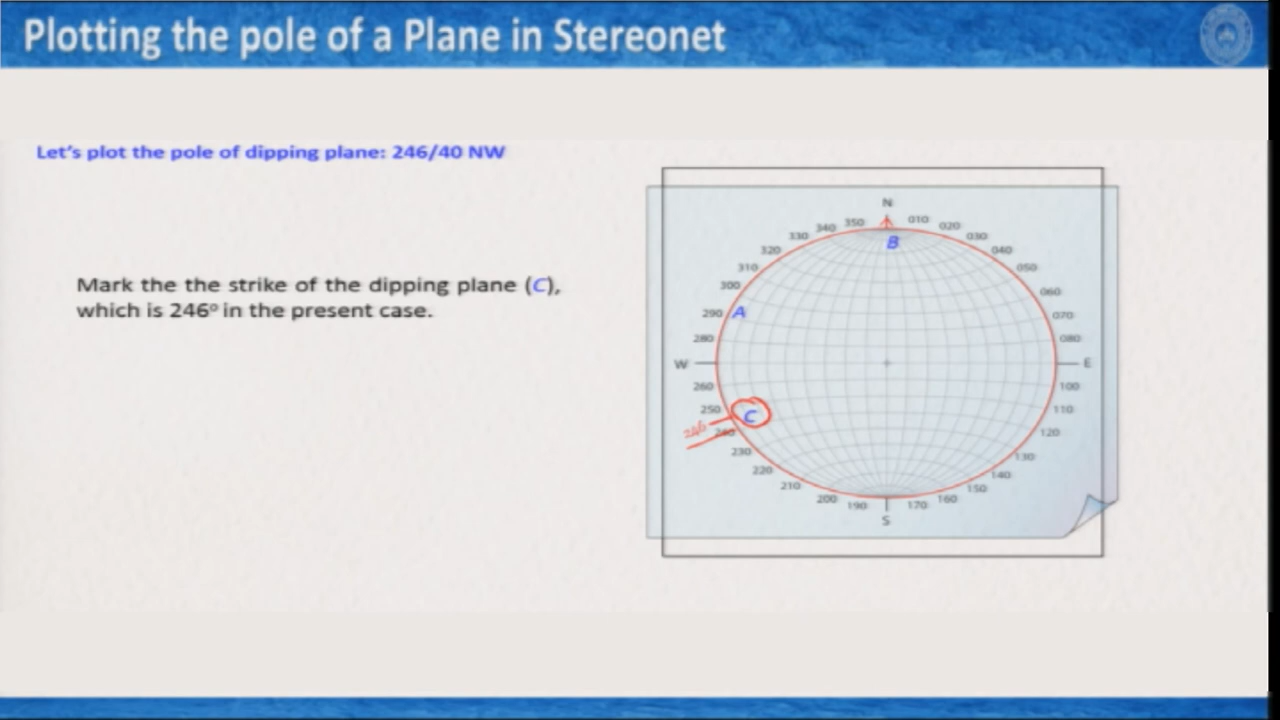 Plotting the pole of a Plane in Stereonet
Let's plot the pole of dipping plane: 246/40 NW
Mark the the strike of the dipping plane (C),
which is 246º in the present case.
N
350 010
340 020
330 030
320 040
310 050
300 060
290 A 070
280 080
W E
260 100
250 C 110
246 240 120
230 130
220 140
210 150
200 160
190 170
S
B